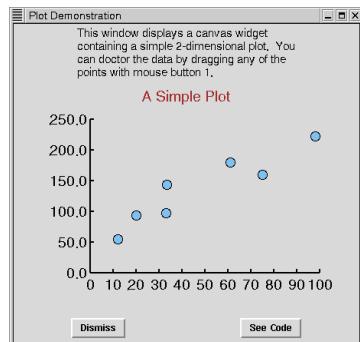 Plot Demonstration
This window displays a canvas widget
containing a simple 2-dimensional plot. You
can doctor the data by dragging any of the
points with mouse button 1.
A Simple Plot
250.0
200.0
150.0
100.0
50.0
0.0
0 10 20 30 40 50 60 70 80 90 100
Dismiss See Code